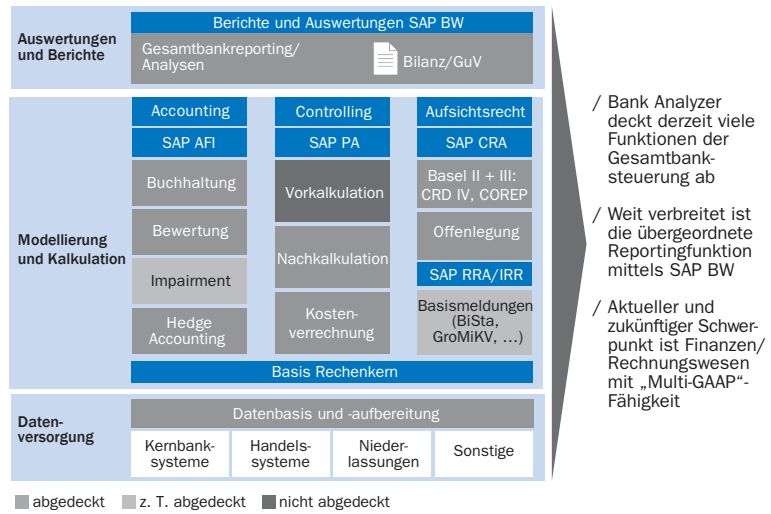 Auswertungen
und Berichte
Berichte und Auswertungen SAP BW
Gesamtbankreporting/
Analysen
Bilanz/GuV
Modellierung
und Kalkulation
Accounting
SAP AFI
Buchhaltung
Bewertung
Impairment
Hedge
Accounting
Controlling
SAP PA
Vorkalkulation
Nachkalkulation
Kosten-
verrechnung
Aufsichtsrecht
SAP CRA
Basel II + III:
CRD IV, COREP
Offenlegung
SAP RRA/IRR
Basismeldungen
(BiSta,
GroMiKV, …)
Basis Rechenkern
Daten-
versorgung
Datenbasis und -aufbereitung
Kernbank-
systeme
Handels-
systeme
Nieder-
lassungen
Sonstige
abgedeckt
z. T. abgedeckt
nicht abgedeckt
/ Bank Analyzer
deckt derzeit viele
Funktionen der
Gesamtbank-
steuerung ab
/ Weit verbreitet ist
die übergeordnete
Reportingfunktion
mittels SAP BW
/ Aktueller und
zukünftiger Schwer-
punkt ist Finanzen/
Rechnungswesen
mit „Multi-GAAP“-
Fähigkeit